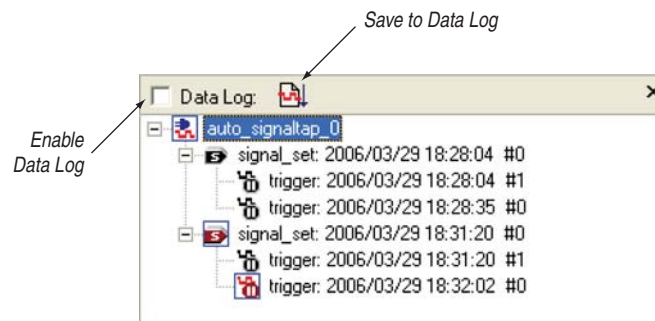 Save to Data Log
Data Log:
Enable
Data Log
auto_signaltap_0
signal_set: 2006/03/29 18:28:04 #0
trigger: 2006/03/29 18:28:04 #1
trigger: 2006/03/29 18:28:35 #0
signal_set: 2006/03/29 18:31:20 #0
trigger: 2006/03/29 18:31:20 #1
trigger: 2006/03/29 18:32:02 #0